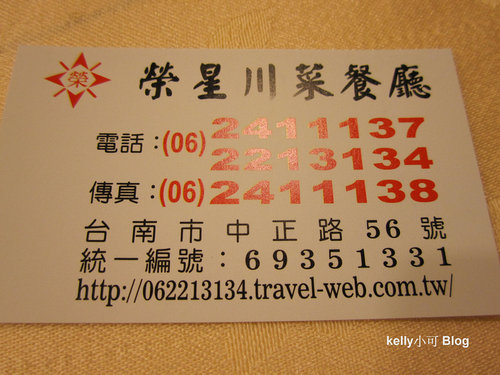 榮 榮星川菜餐廳
電話：(06) 2411137
2213134
傳真：(06) 2411138
台南市中正路56號
統一編號：69351331
http://062213134.travel-web.com.tw/
kelly小可 Blog